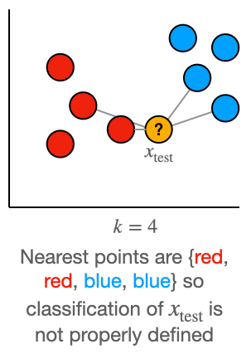 ?
x_test
k = 4
Nearest points are {red,
red, blue, blue} so
classification of x_test is
not properly defined